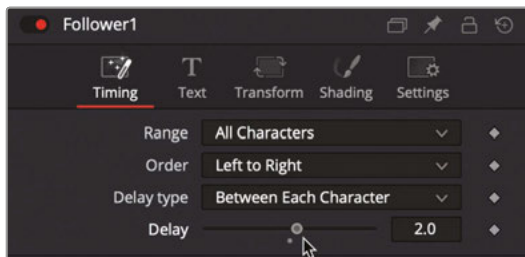 Follower1
Timing Text Transform Shading Settings
Range All Characters
Order Left to Right
Delay type Between Each Character
Delay 2.0